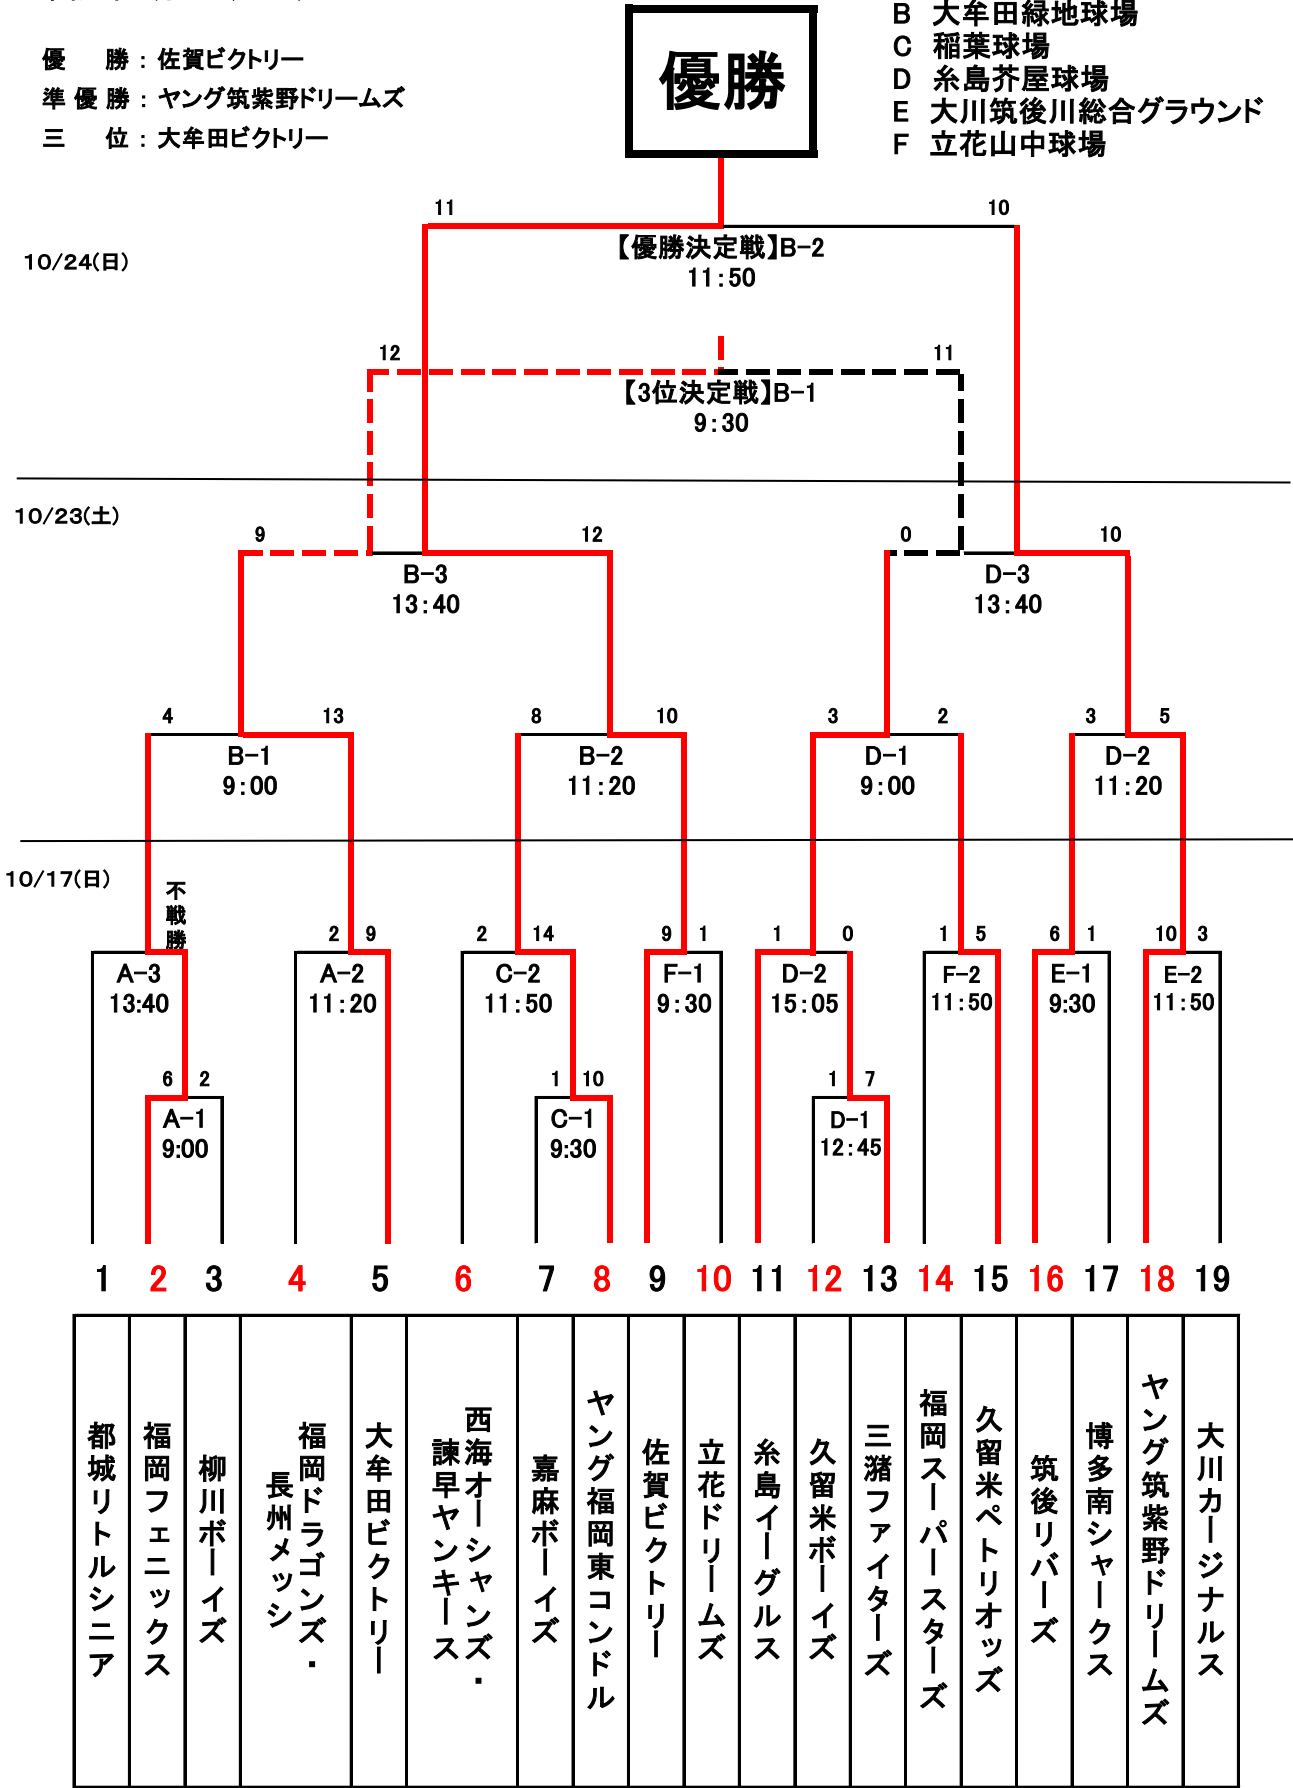 優勝：佐賀ビクトリー
準優勝：ヤング筑紫野ドリームズ
三位：大牟田ビクトリー
優勝
B 大牟田緑地球場
C 稲葉球場
D 糸島芥屋球場
E 大川筑後川総合グラウンド
F 立花山中球場
11 10
【優勝決定戦】B-2
11:50
10/24(日)
12 11
【3位決定戦】B-1
9:30
10/23(土)
9 12 0 10
B-3 D-3
13:40 13:40
4 13 8 10 3 2 3 5
B-1 B-2 D-1 D-2
9:00 11:20 9:00 11:20
10/17(日)
不戦勝
2 9 2 14 9 1 1 0 1 5 6 1 10 3
A-3 A-2 C-2 F-1 D-2 F-2 E-1 E-2
13:40 11:20 11:50 9:30 15:05 11:50 9:30 11:50
6 2 1 10 1 7
A-1 C-1 D-1
9:00 9:30 12:45
1 2 3 4 5 6 7 8 9 10 11 12 13 14 15 16 17 18 19
都城リトルシニア
福岡フェニックス
柳川ボーイズ
福岡ドラゴンズ・
長州メッシ
大牟田ビクトリー
西海オーシャンズ・
諫早ヤンキース
嘉麻ボーイズ
ヤング福岡東コンドル
佐賀ビクトリー
立花ドリームズ
糸島イーグルス
久留米ボーイズ
三潴ファイターズ
福岡スーパースターズ
久留米ペトリオッズ
筑後リバーズ
博多南シャークス
ヤング筑紫野ドリームズ
大川カージナルス